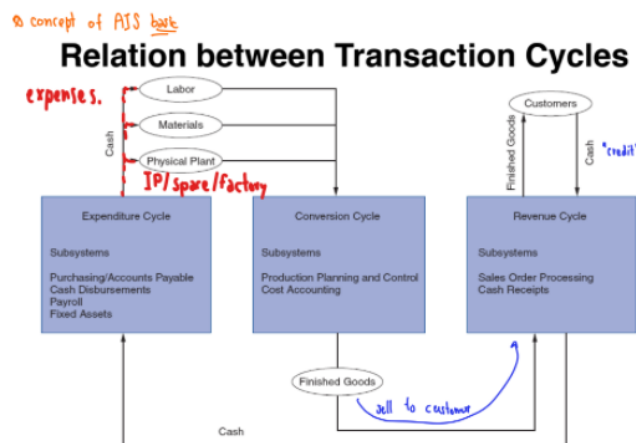 concept of AIS base
Relation between Transaction Cycles
expenses.
Cash
Labor
Materials
Physical Plant
IP/spare/factory
Customers
Finished Goods
Cash
"credit"
Expenditure Cycle
Subsystems
Purchasing/Accounts Payable
Cash Disbursements
Payroll
Fixed Assets
Conversion Cycle
Subsystems
Production Planning and Control
Cost Accounting
Revenue Cycle
Subsystems
Sales Order Processing
Cash Receipts
Finished Goods
sell to customer
Cash